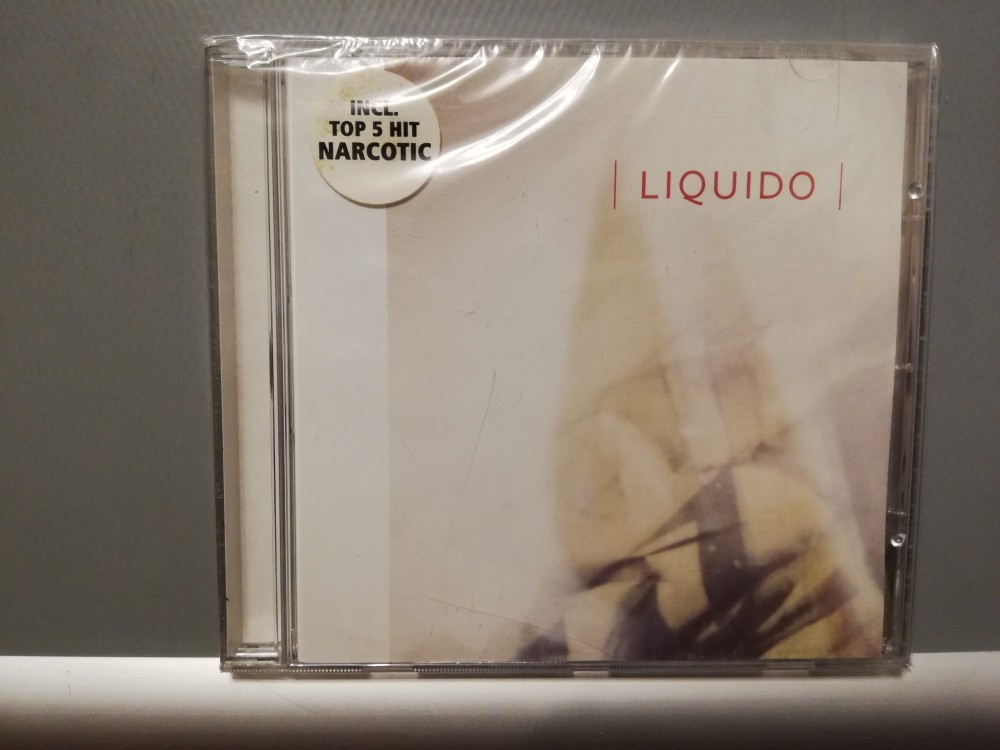 INCL.
TOP 5 HIT
NARCOTIC
| LIQUIDO |